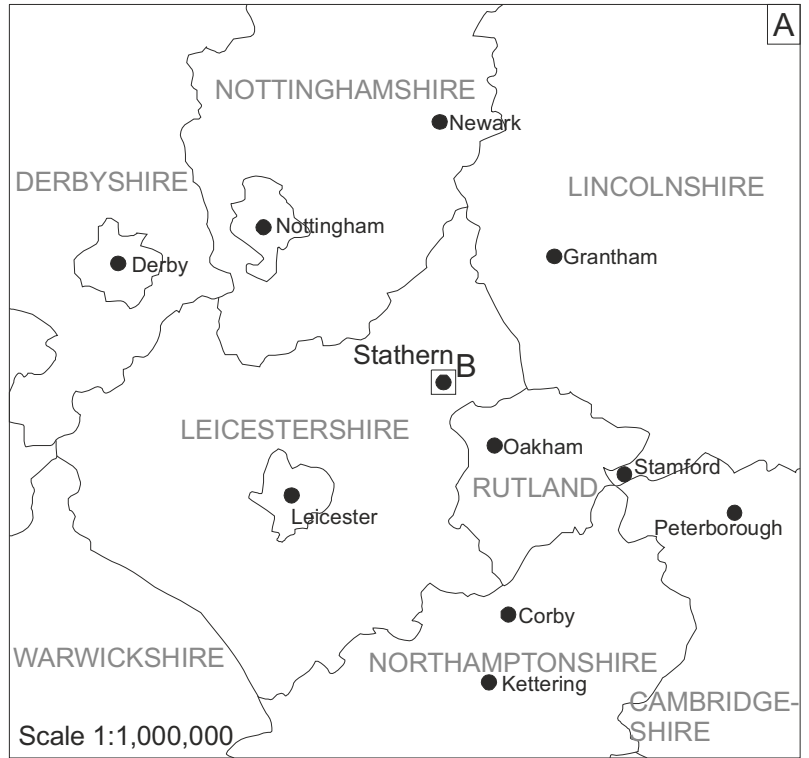 A
NOTTINGHAMSHIRE
Newark
DERBYSHIRE
LINCOLNSHIRE
Nottingham
Grantham
Derby
Stathern
B
LEICESTERSHIRE
Oakham
Stamford
RUTLAND
Leicester
Peterborough
Corby
WARWICKSHIRE
NORTHAMPTONSHIRE
Kettering
CAMBRIDGE-
SHIRE
Scale 1:1,000,000